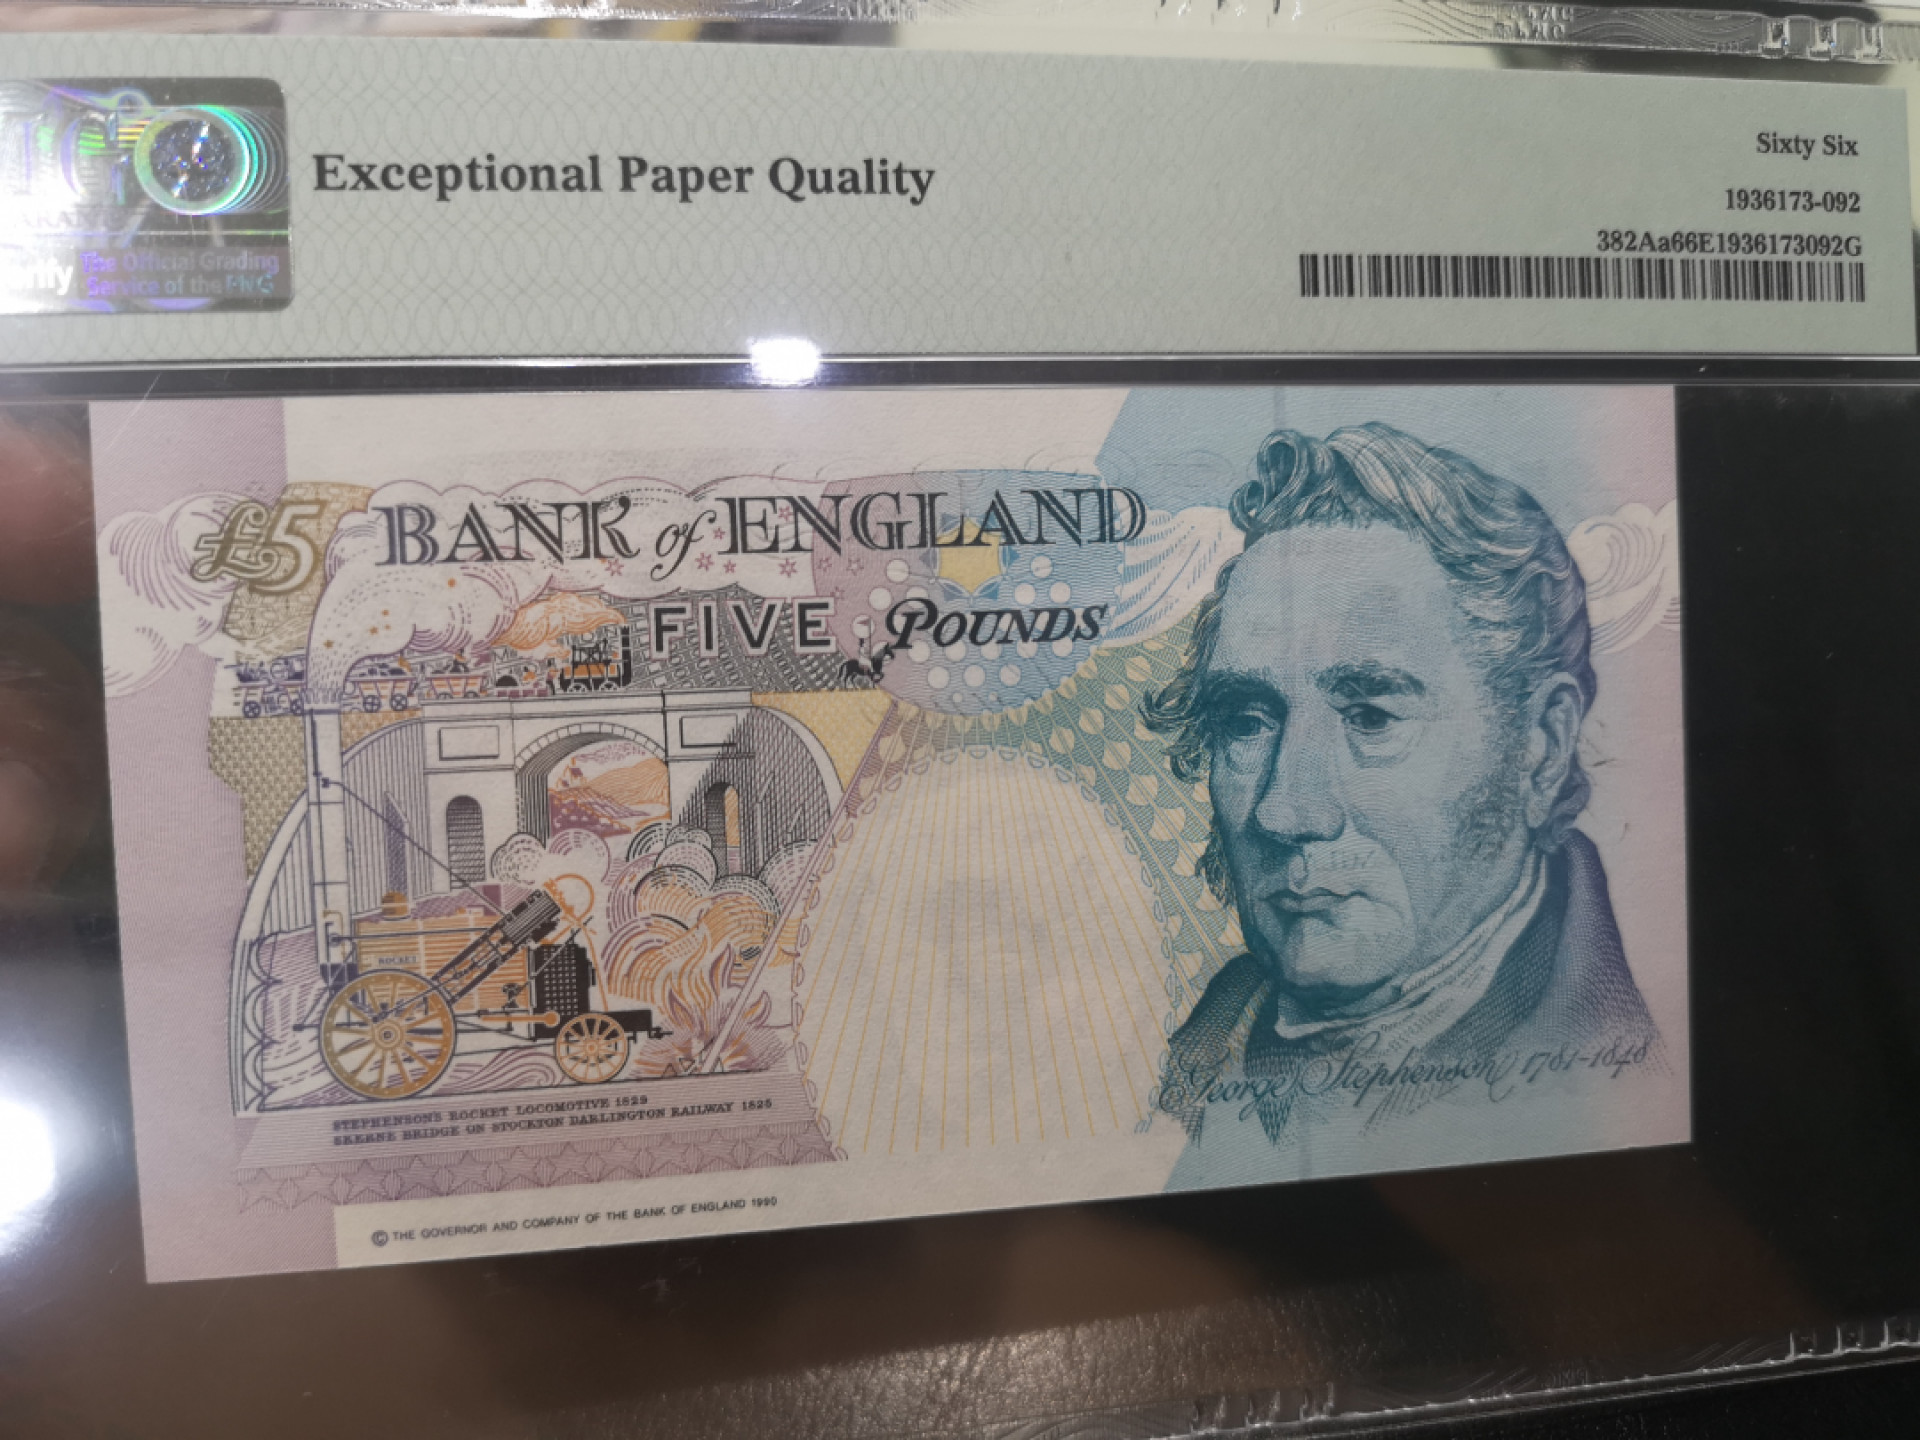 Exceptional Paper Quality
Sixty Six
1936173-092
382Aa66E1936173092G
The Official Grading
Service of the PNG
£5
BANK of ENGLAND
FIVE POUNDS
ROCKET
George Stephenson 1781-1848
STEPHENSONS ROCKET LOCOMOTIVE 1829
SKERNE BRIDGE ON STOCKTON DARLINGTON RAILWAY 1825
© THE GOVERNOR AND COMPANY OF THE BANK OF ENGLAND 1990